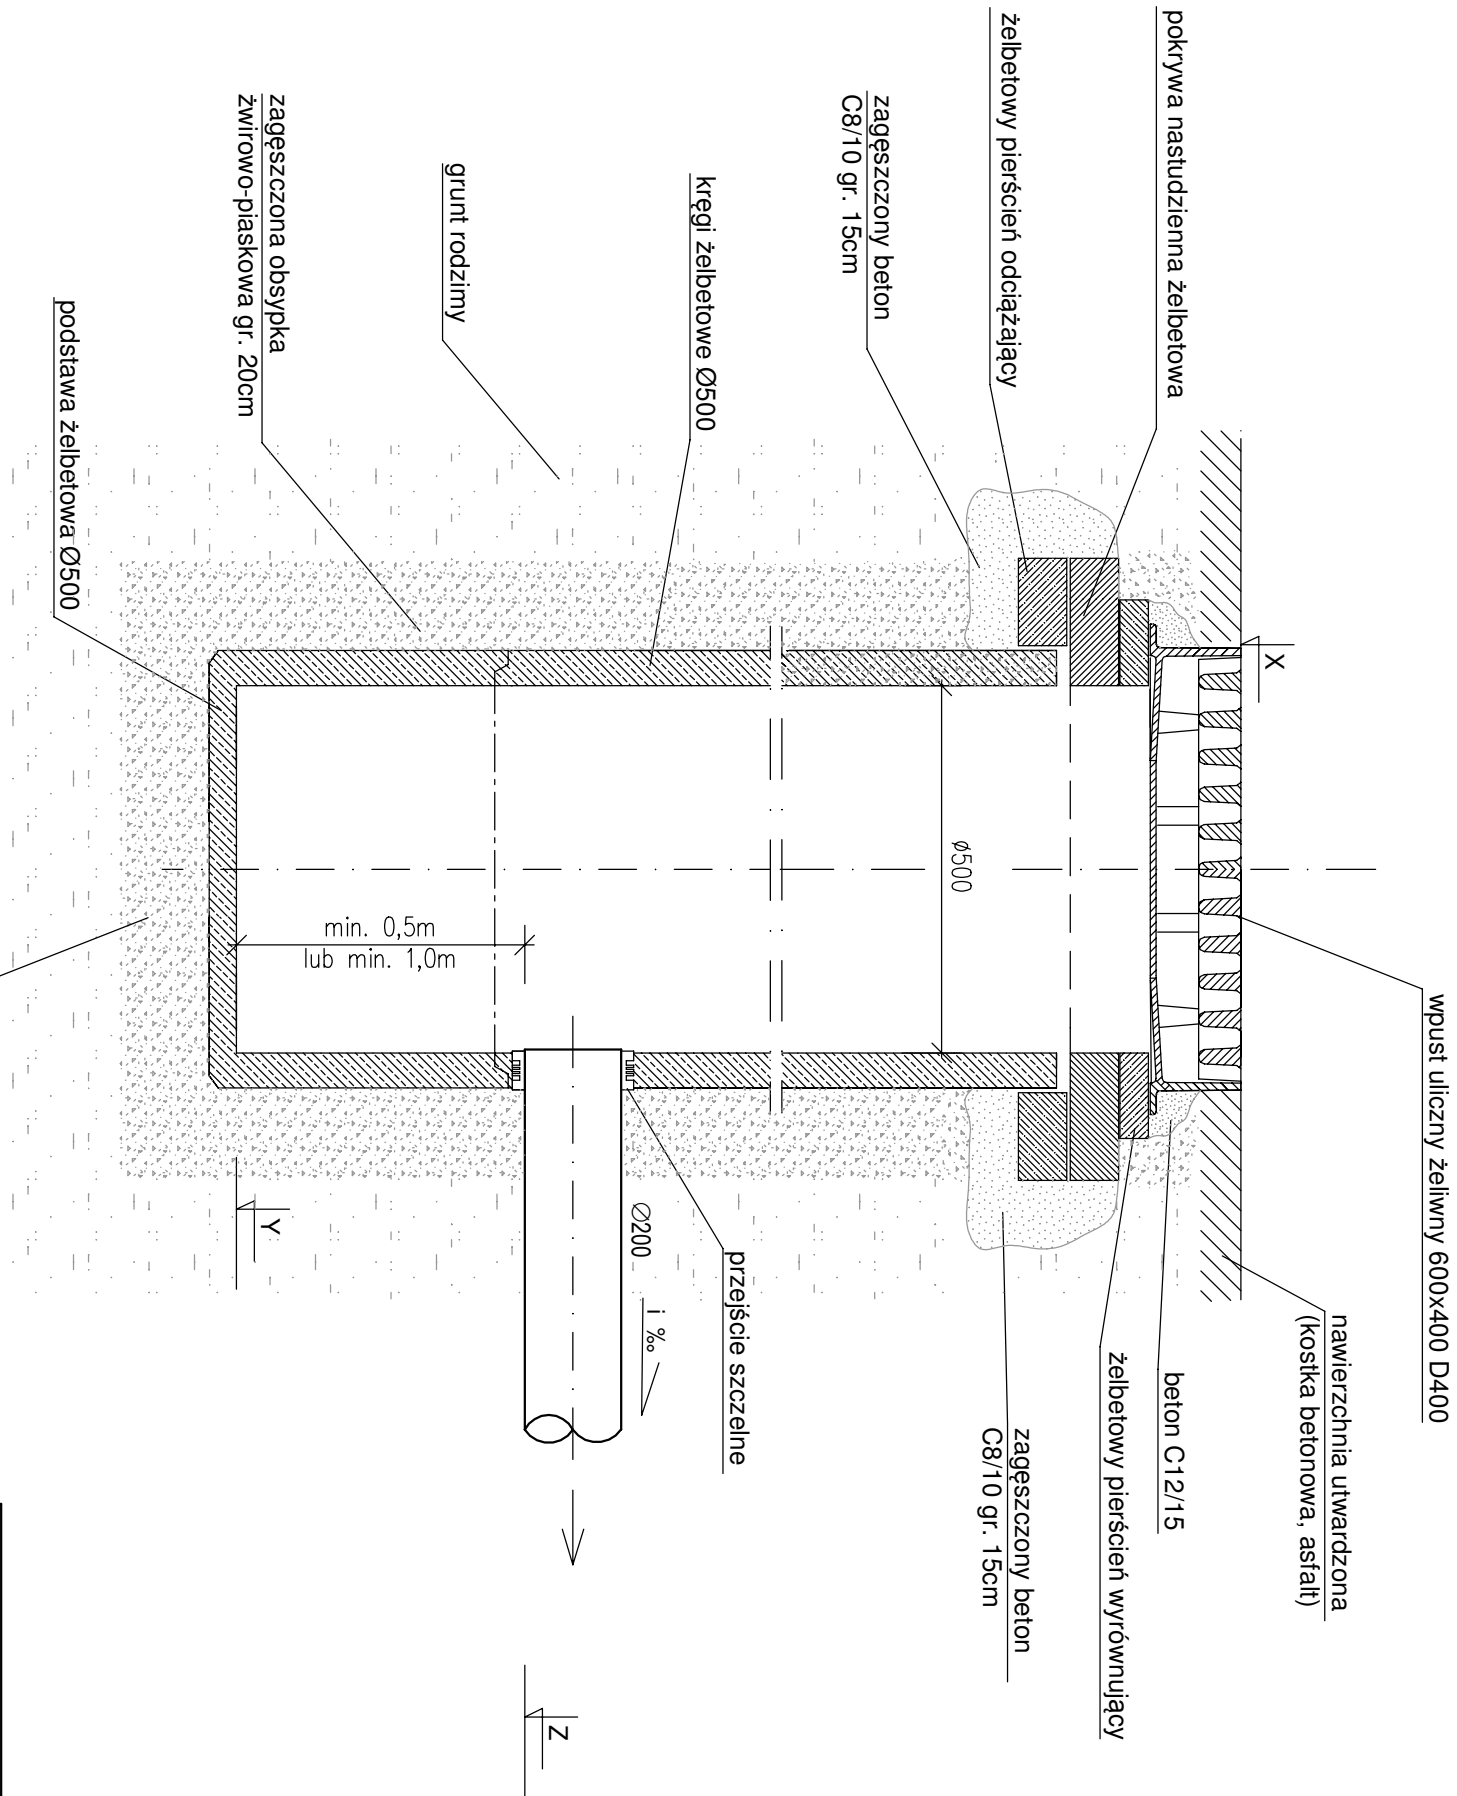 wpust uliczny żeliwny 600x400 D400
nawierzchnia utwardzona
(kostka betonowa, asfalt)
beton C12/15
żelbetowy pierścień wyrównujący
zagęszczony beton
C8/10 gr. 15cm
przejście szczelne
pokrywa nastudzienna żelbetowa
żelbetowy pierścień odciążający
zagęszczony beton
C8/10 gr. 15cm
kręgi żelbetowe Ø500
grunt rodzimy
zagęszczona obsypka
żwirowo-piaskowa gr. 20cm
podstawa żelbetowa Ø500
X
Ø500
Ø200
i ‰
min. 0,5m
lub min. 1,0m
Y
Z